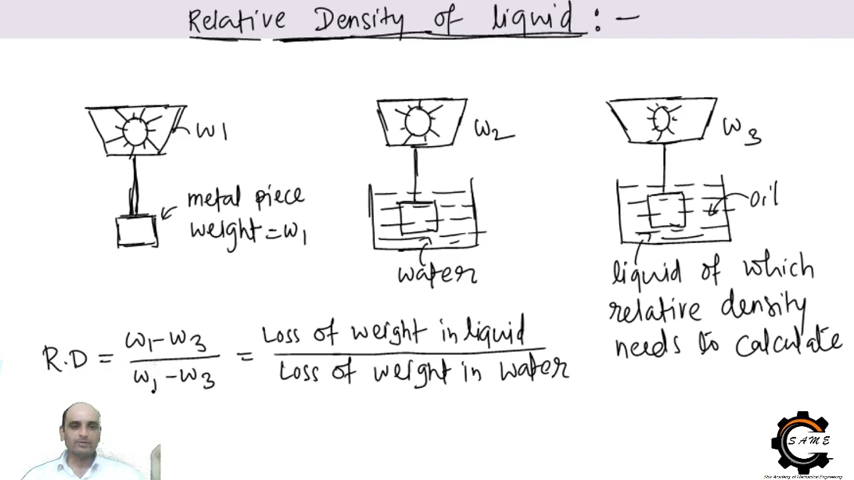 Relative Density of liquid : -
W1
W2
W3
metal piece
weight = W1
water
oil
liquid of which
relative density
needs to calculate
R.D = W1-W3 / W1-W3 = Loss of weight in liquid / Loss of weight in water
SAME